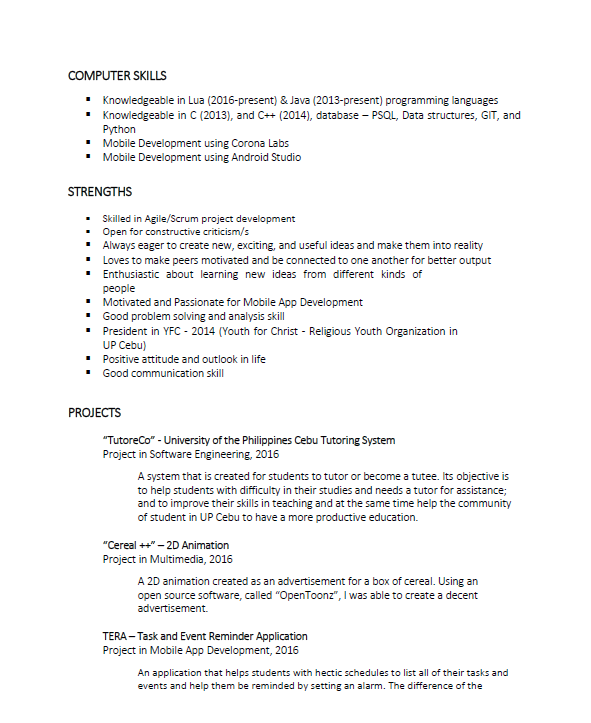 COMPUTER SKILLS
▪ Knowledgeable in Lua (2016-present) & Java (2013-present) programming languages
▪ Knowledgeable in C (2013), and C++ (2014), database – PSQL, Data structures, GIT, and
Python
▪ Mobile Development using Corona Labs
▪ Mobile Development using Android Studio
STRENGTHS
▪ Skilled in Agile/Scrum project development
▪ Open for constructive criticism/s
▪ Always eager to create new, exciting, and useful ideas and make them into reality
▪ Loves to make peers motivated and be connected to one another for better output
▪ Enthusiastic about learning new ideas from different kinds of
people
▪ Motivated and Passionate for Mobile App Development
▪ Good problem solving and analysis skill
▪ President in YFC - 2014 (Youth for Christ - Religious Youth Organization in
UP Cebu)
▪ Positive attitude and outlook in life
▪ Good communication skill
PROJECTS
“TutoreCo” - University of the Philippines Cebu Tutoring System
Project in Software Engineering, 2016
A system that is created for students to tutor or become a tutee. Its objective is
to help students with difficulty in their studies and needs a tutor for assistance;
and to improve their skills in teaching and at the same time help the community
of student in UP Cebu to have a more productive education.
“Cereal ++” – 2D Animation
Project in Multimedia, 2016
A 2D animation created as an advertisement for a box of cereal. Using an
open source software, called “OpenToonz”, I was able to create a decent
advertisement.
TERA – Task and Event Reminder Application
Project in Mobile App Development, 2016
An application that helps students with hectic schedules to list all of their tasks and
events and help them be reminded by setting an alarm. The difference of the